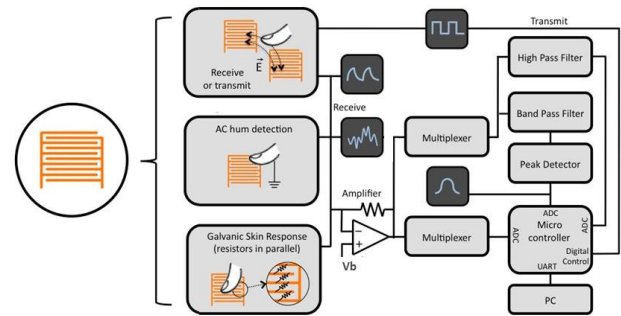 Transmit
Receive
or transmit
E
High Pass Filter
Receive
AC hum detection
Multiplexer
Band Pass Filter
Peak Detector
Amplifier
Galvanic Skin Response
(resistors in parallel)
−
+
Vb
Multiplexer
ADC
ADC
Micro
controller
ADC
Digital
Control
UART
PC